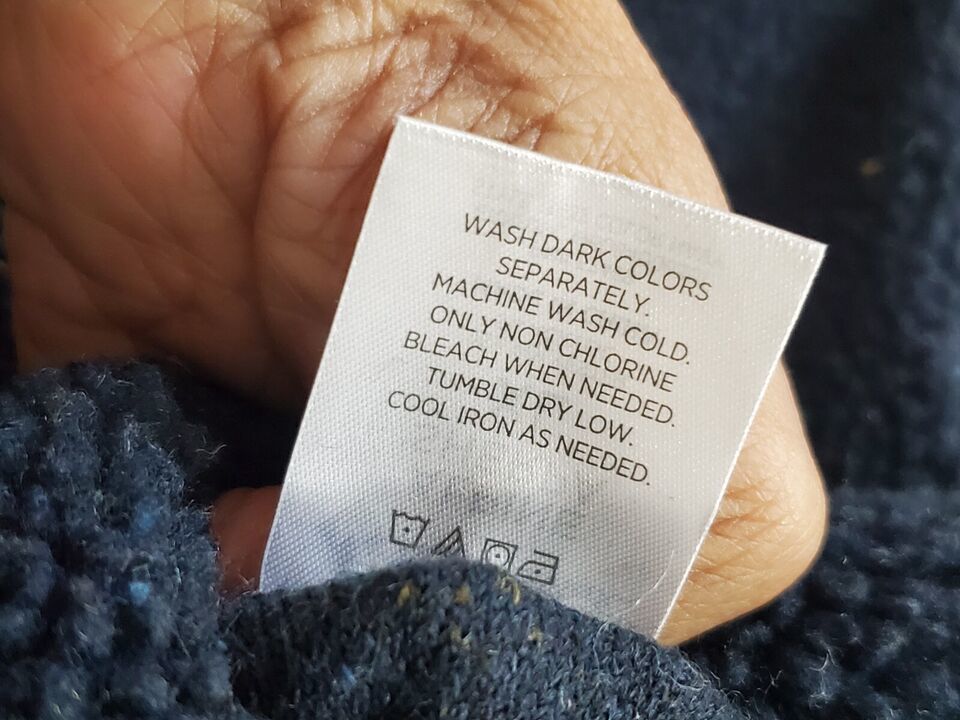 WASH DARK COLORS
SEPARATELY.
MACHINE WASH COLD.
ONLY NON CHLORINE
BLEACH WHEN NEEDED.
TUMBLE DRY LOW.
COOL IRON AS NEEDED.